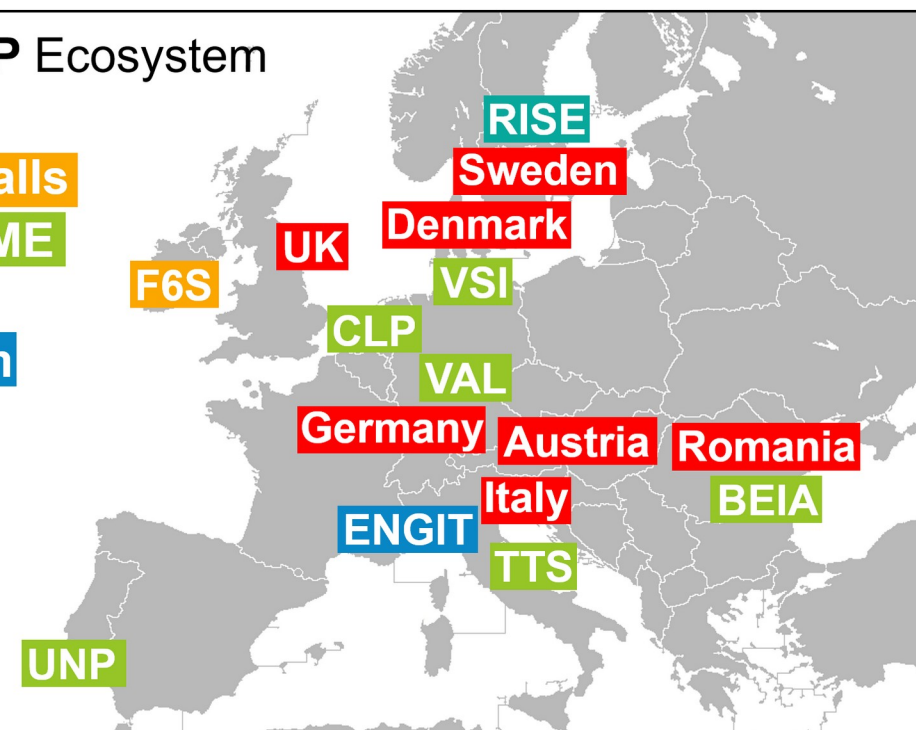 P Ecosystem
RISE
alls
Sweden
ME
Denmark
UK
F6S
VSI
CLP
n
VAL
Germany
Austria
Romania
Italy
BEIA
ENGIT
TTS
UNP